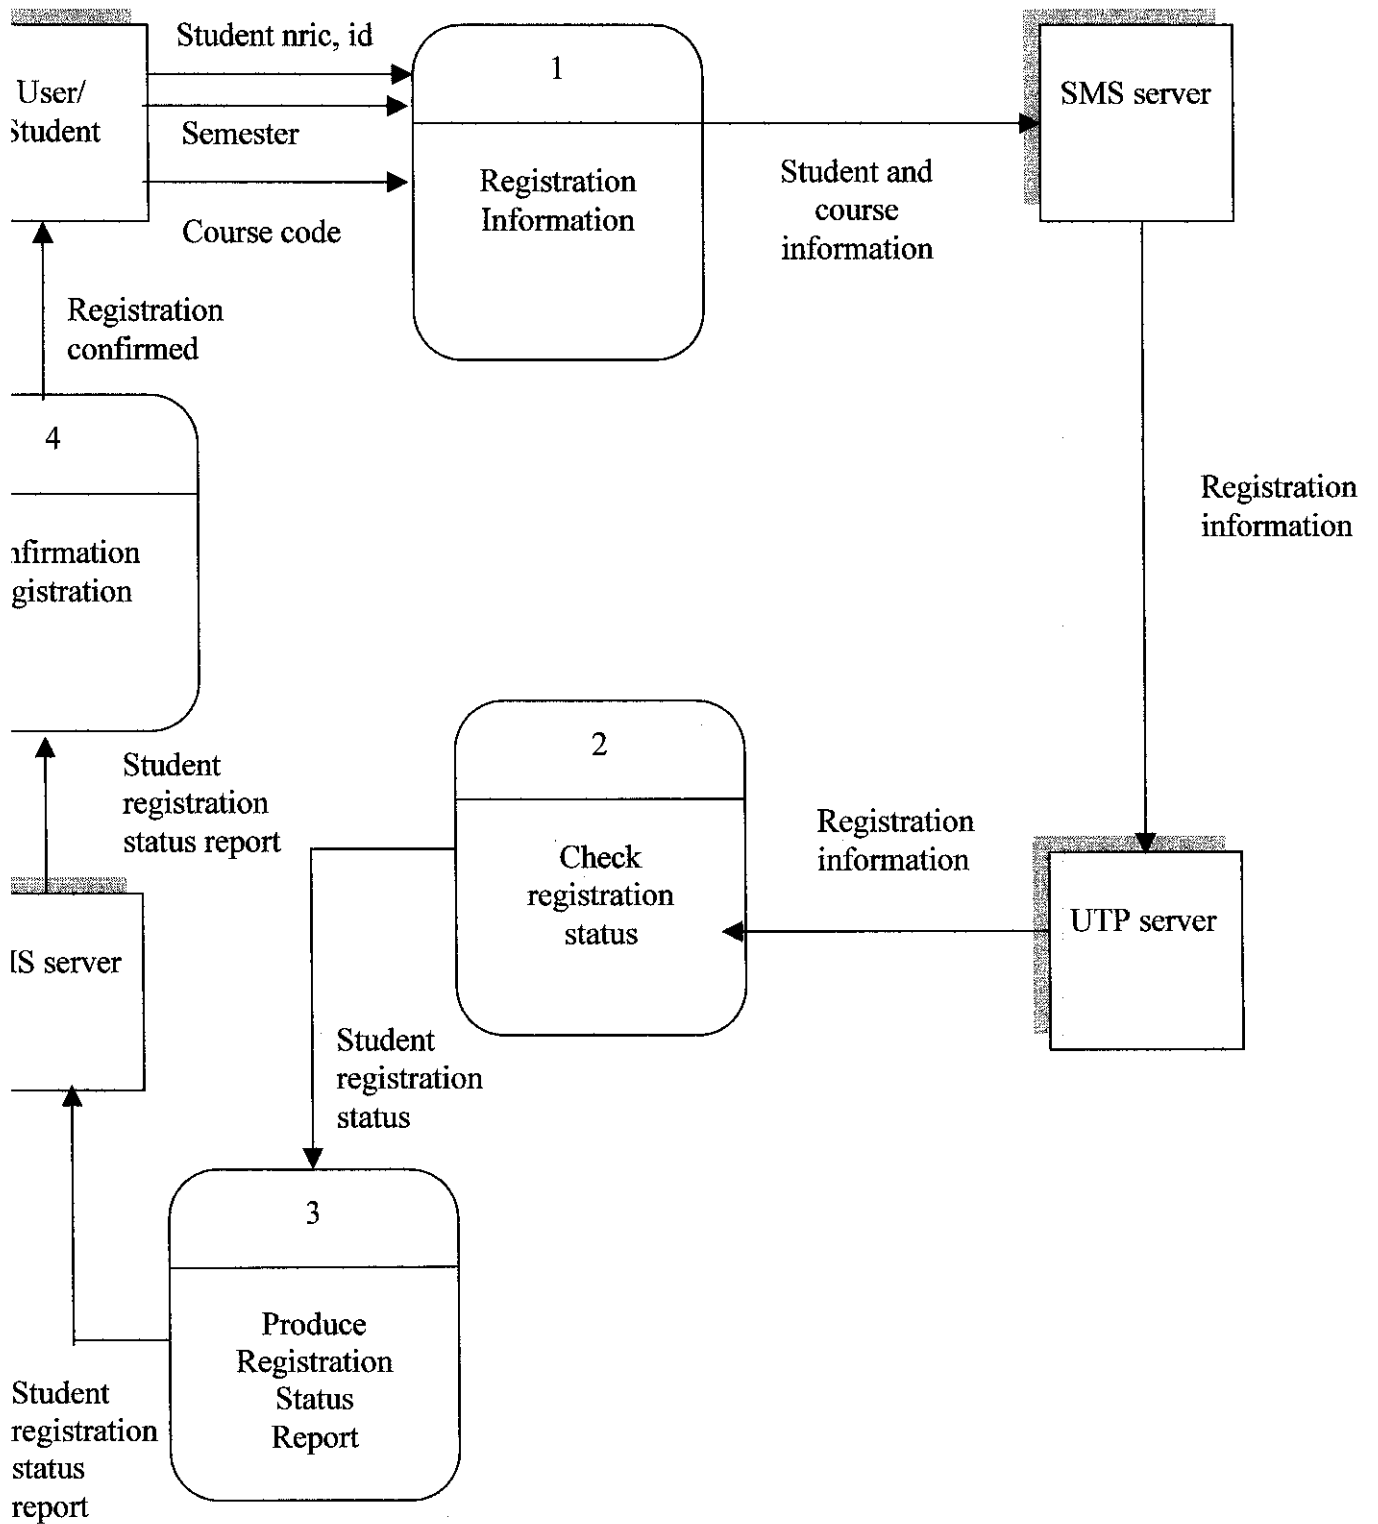 Student nric, id
User/
Student
Semester
Course code
1
Registration
Information
Student and
course
information
SMS server
Registration
confirmed
4
Registration
information
2
Check
registration
status
Registration
information
UTP server
Student
registration
status report
server
Student
registration
status
3
Produce
Registration
Status
Report
Student
registration
status
report